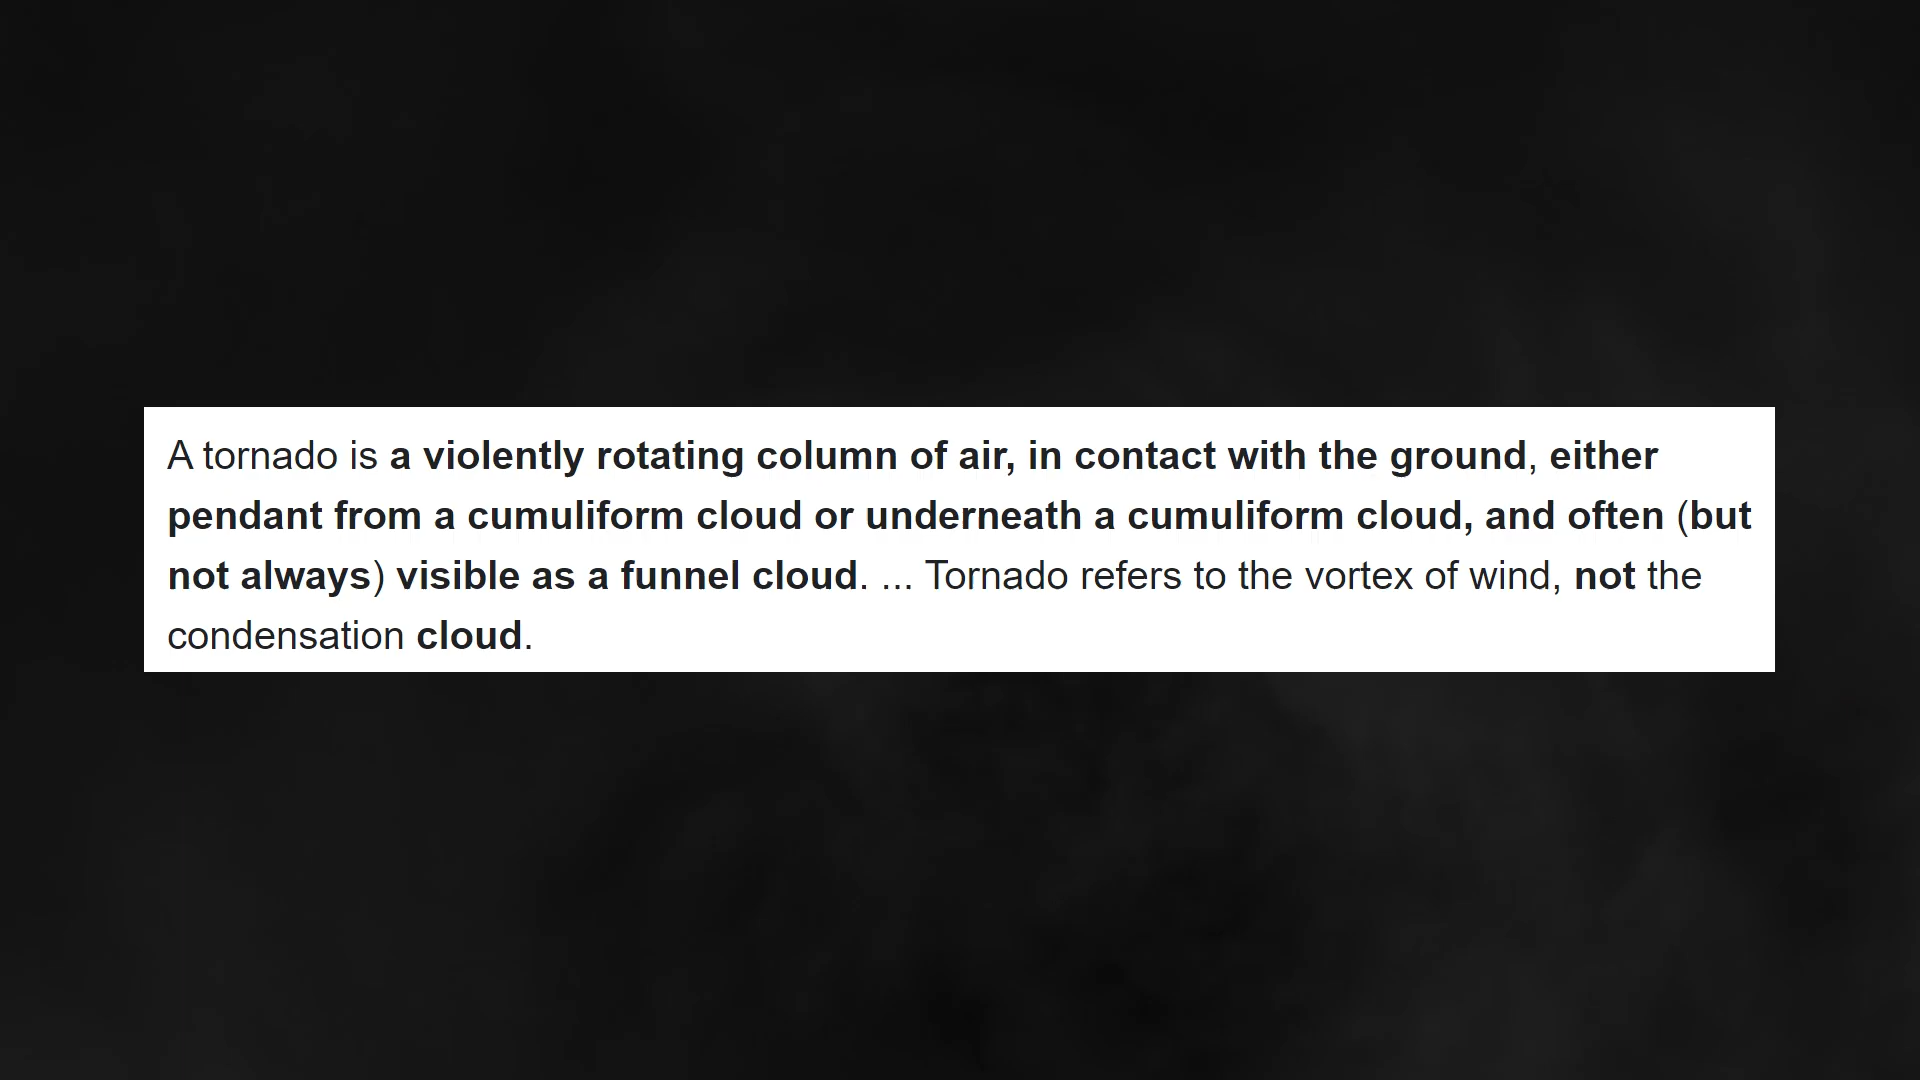 A tornado is a violently rotating column of air, in contact with the ground, either
pendant from a cumuliform cloud or underneath a cumuliform cloud, and often (but
not always) visible as a funnel cloud. ... Tornado refers to the vortex of wind, not the
condensation cloud.